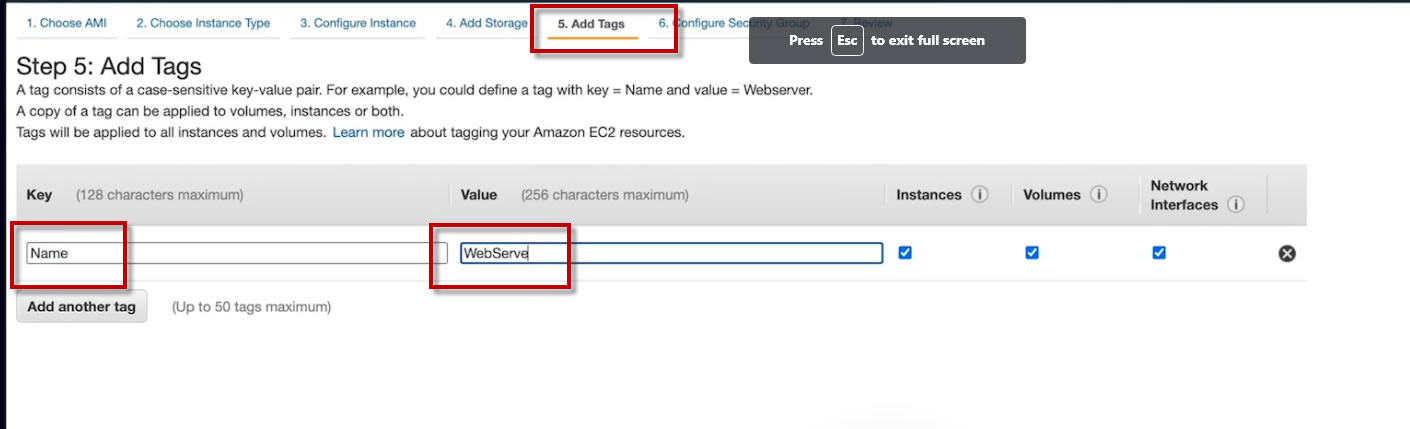 1. Choose AMI 2. Choose Instance Type 3. Configure Instance 4. Add Storage 5. Add Tags 6. Configure Security Group 7. Review
Press Esc to exit full screen
Step 5: Add Tags
A tag consists of a case-sensitive key-value pair. For example, you could define a tag with key = Name and value = Webserver.
A copy of a tag can be applied to volumes, instances or both.
Tags will be applied to all instances and volumes. Learn more about tagging your Amazon EC2 resources.
Key (128 characters maximum) Value (256 characters maximum) Instances i Volumes i Network Interfaces i
Name WebServe
Add another tag (Up to 50 tags maximum)